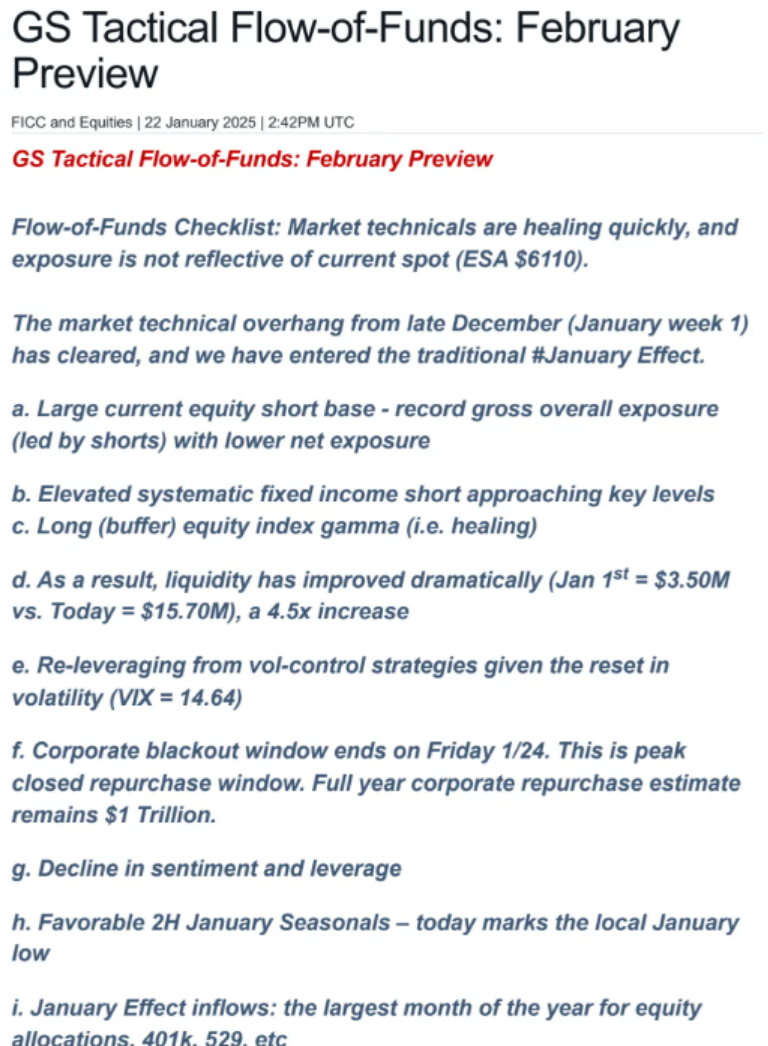 GS Tactical Flow-of-Funds: February
Preview
FICC and Equities | 22 January 2025 | 2:42PM UTC
GS Tactical Flow-of-Funds: February Preview
Flow-of-Funds Checklist: Market technicals are healing quickly, and
exposure is not reflective of current spot (ESA $6110).
The market technical overhang from late December (January week 1)
has cleared, and we have entered the traditional #January Effect.
a. Large current equity short base - record gross overall exposure
(led by shorts) with lower net exposure
b. Elevated systematic fixed income short approaching key levels
c. Long (buffer) equity index gamma (i.e. healing)
d. As a result, liquidity has improved dramatically (Jan 1st = $3.50M
vs. Today = $15.70M), a 4.5x increase
e. Re-leveraging from vol-control strategies given the reset in
volatility (VIX = 14.64)
f. Corporate blackout window ends on Friday 1/24. This is peak
closed repurchase window. Full year corporate repurchase estimate
remains $1 Trillion.
g. Decline in sentiment and leverage
h. Favorable 2H January Seasonals – today marks the local January
low
i. January Effect inflows: the largest month of the year for equity
allocations, 401k, 529, etc